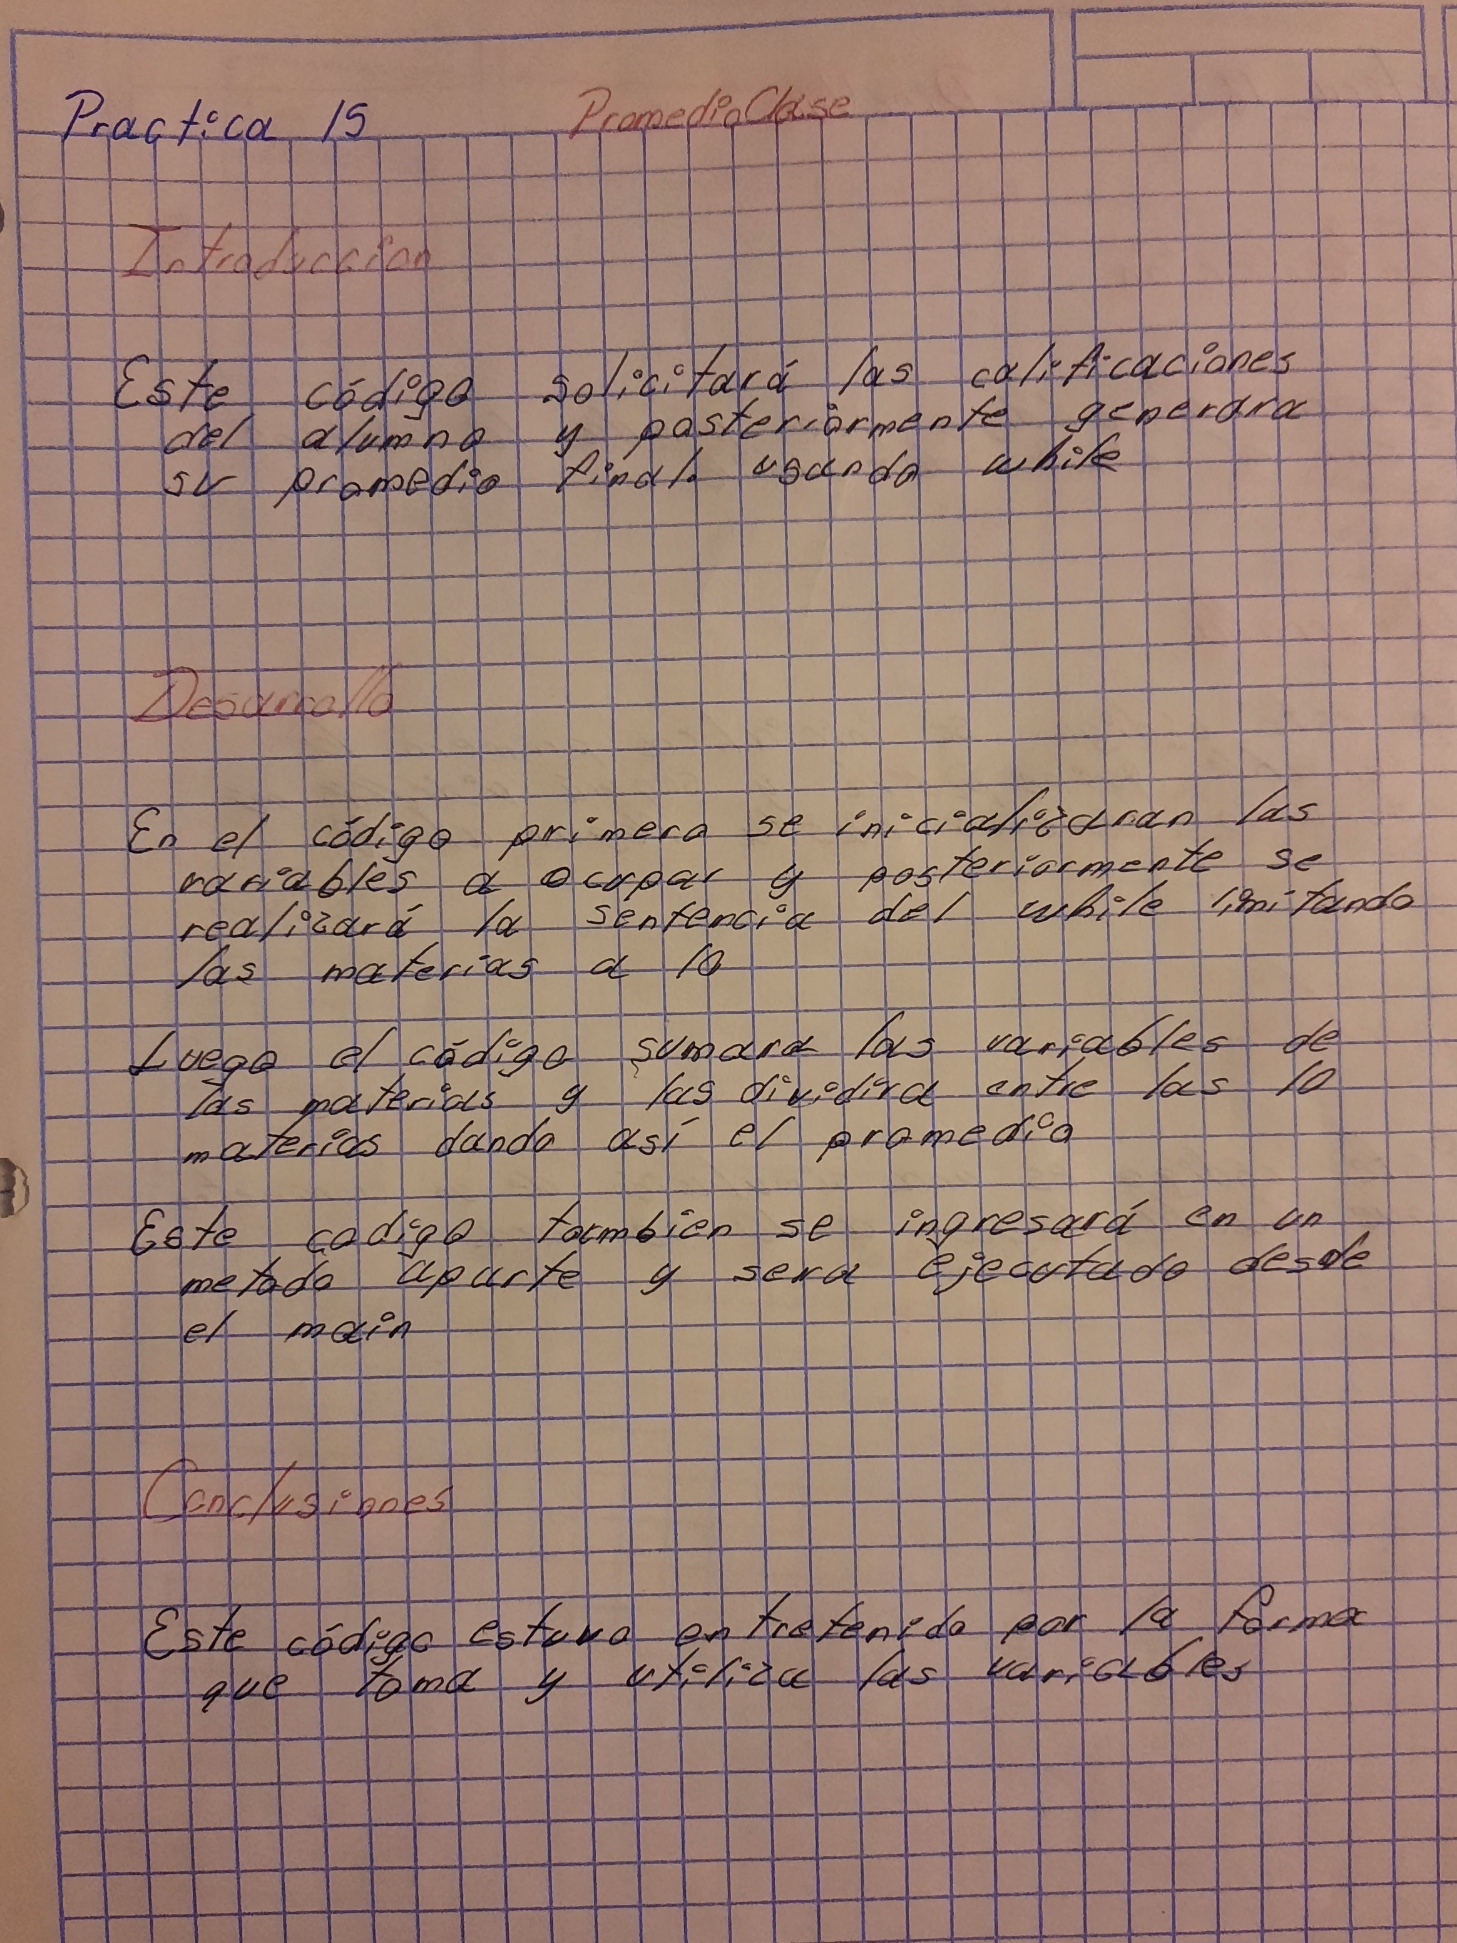 Practica 15 PromedioClase
Introduccion
Este código solicitará las calificaciones
del alumno y posteriormente generara
su promedio final. usando while
Desarrollo
En el código primero se inicializaran las
variables a ocupar y posteriormente se
realizará la sentencia del while limitando
las materias a 10
Luego el código sumara las variables de
las materias y las dividira entre las 10
materias dando así el promedio
Este codigo tambien se ingresará en un
metodo aparte y sera ejecutado desde
el main
Conclusiones
Este código estuvo entretenido por la forma
que toma y utiliza las variables